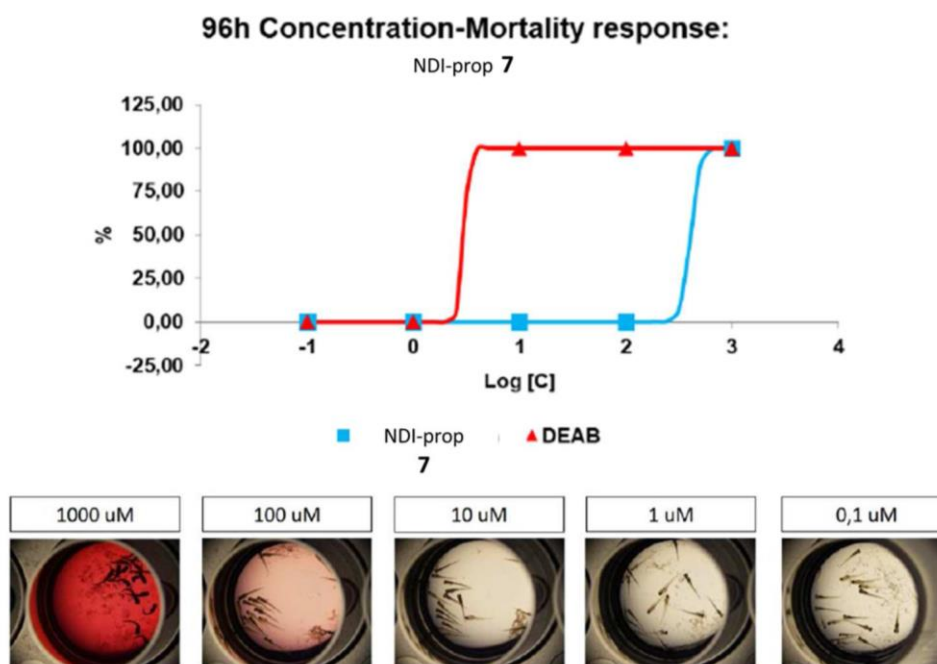 96h Concentration-Mortality response:
NDI-prop 7
125,00
100,00
75,00
50,00
25,00
0,00
-25,00
%
-2 -1 0 1 2 3 4
Log [C]
NDI-prop DEAB
7
1000 uM 100 uM 10 uM 1 uM 0,1 uM